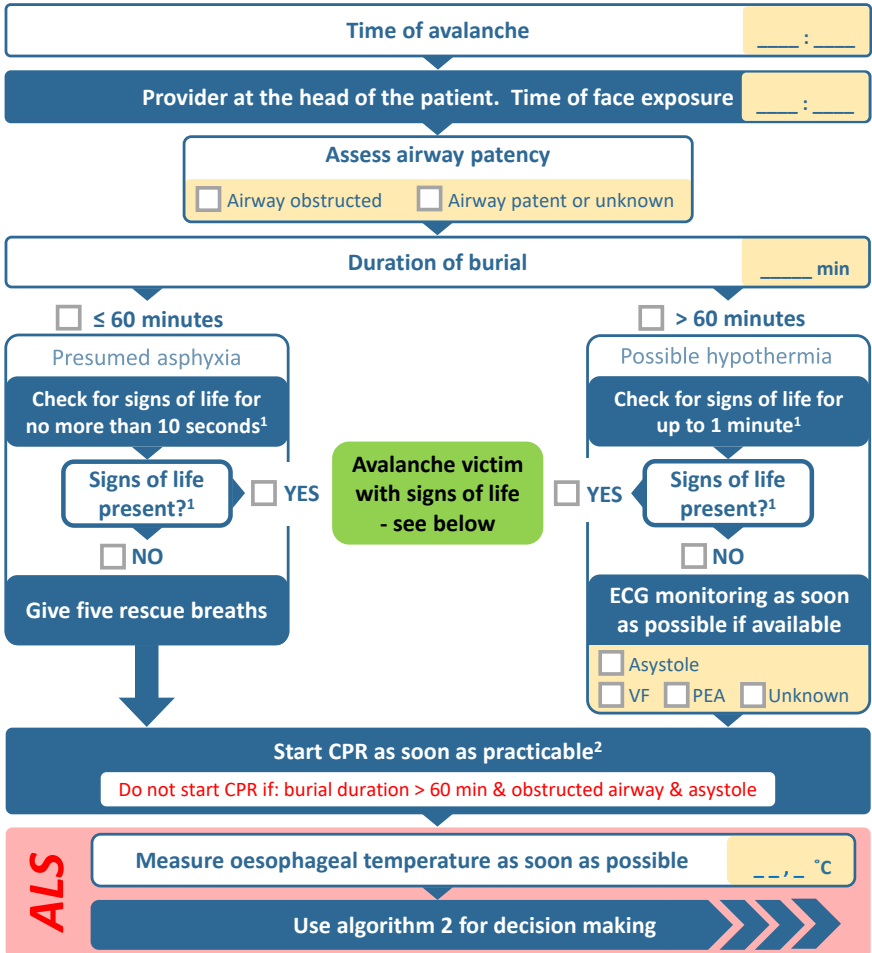 Time of avalanche
____ : ____
Provider at the head of the patient. Time of face exposure
____ : ____
Assess airway patency
Airway obstructed
Airway patent or unknown
Duration of burial
_____ min
≤ 60 minutes
Presumed asphyxia
Check for signs of life for
no more than 10 seconds¹
Signs of life
present?¹
YES
NO
Give five rescue breaths
Avalanche victim
with signs of life
- see below
> 60 minutes
Possible hypothermia
Check for signs of life for
up to 1 minute¹
YES
Signs of life
present?¹
NO
ECG monitoring as soon
as possible if available
Asystole
VF PEA Unknown
Start CPR as soon as practicable²
Do not start CPR if: burial duration > 60 min & obstructed airway & asystole
ALS
Measure oesophageal temperature as soon as possible
_ _ , _ °C
Use algorithm 2 for decision making